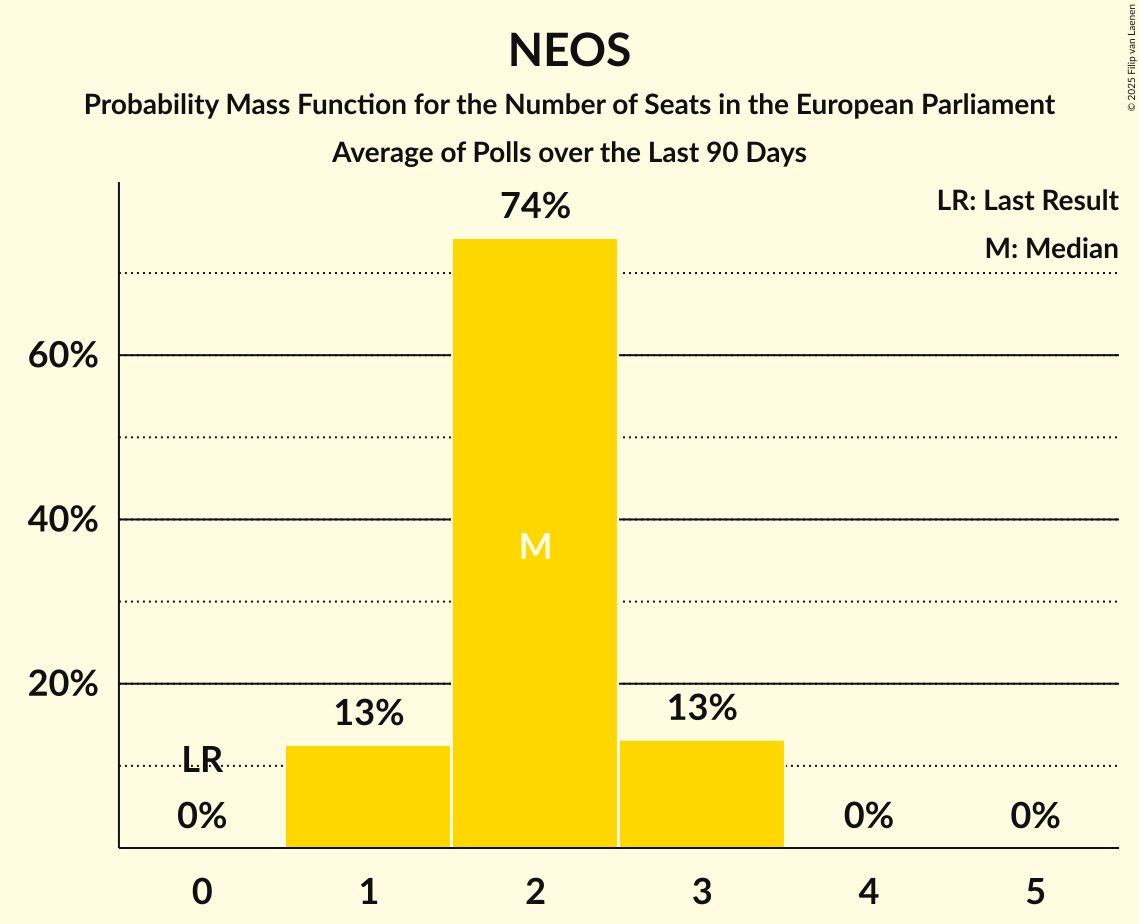 NEOS
Probability Mass Function for the Number of Seats in the European Parliament
Average of Polls over the Last 90 Days
© 2025 Filip van Laenen
LR: Last Result
M: Median
74%
60%
40%
M
20%
13%
13%
LR
0%
0%
0%
0
1
2
3
4
5